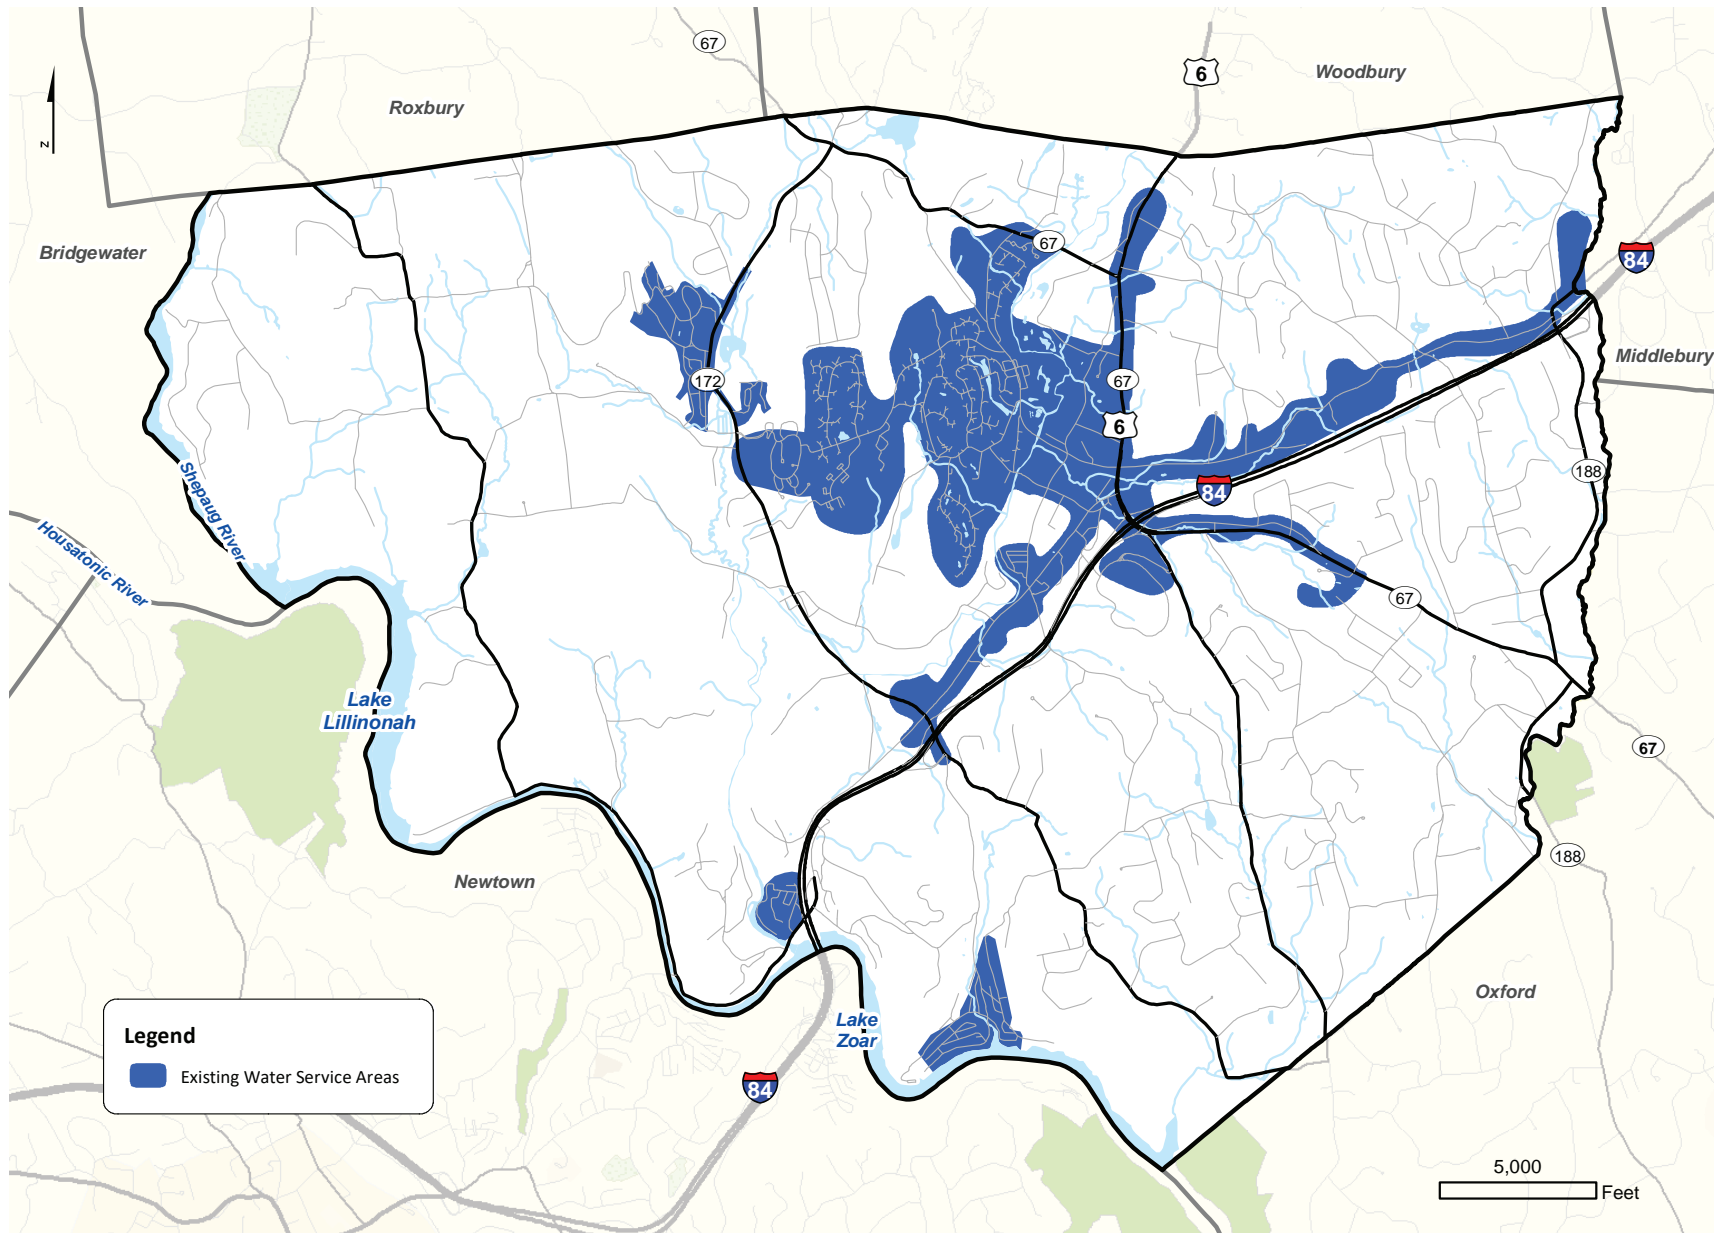 67
6
Woodbury
Roxbury
N
67
Bridgewater
84
Middlebury
172
67
6
188
84
Shepaug River
Housatonic River
67
Lake
Lillinonah
67
188
Newtown
Oxford
Lake
Zoar
Legend
Existing Water Service Areas
84
5,000
Feet